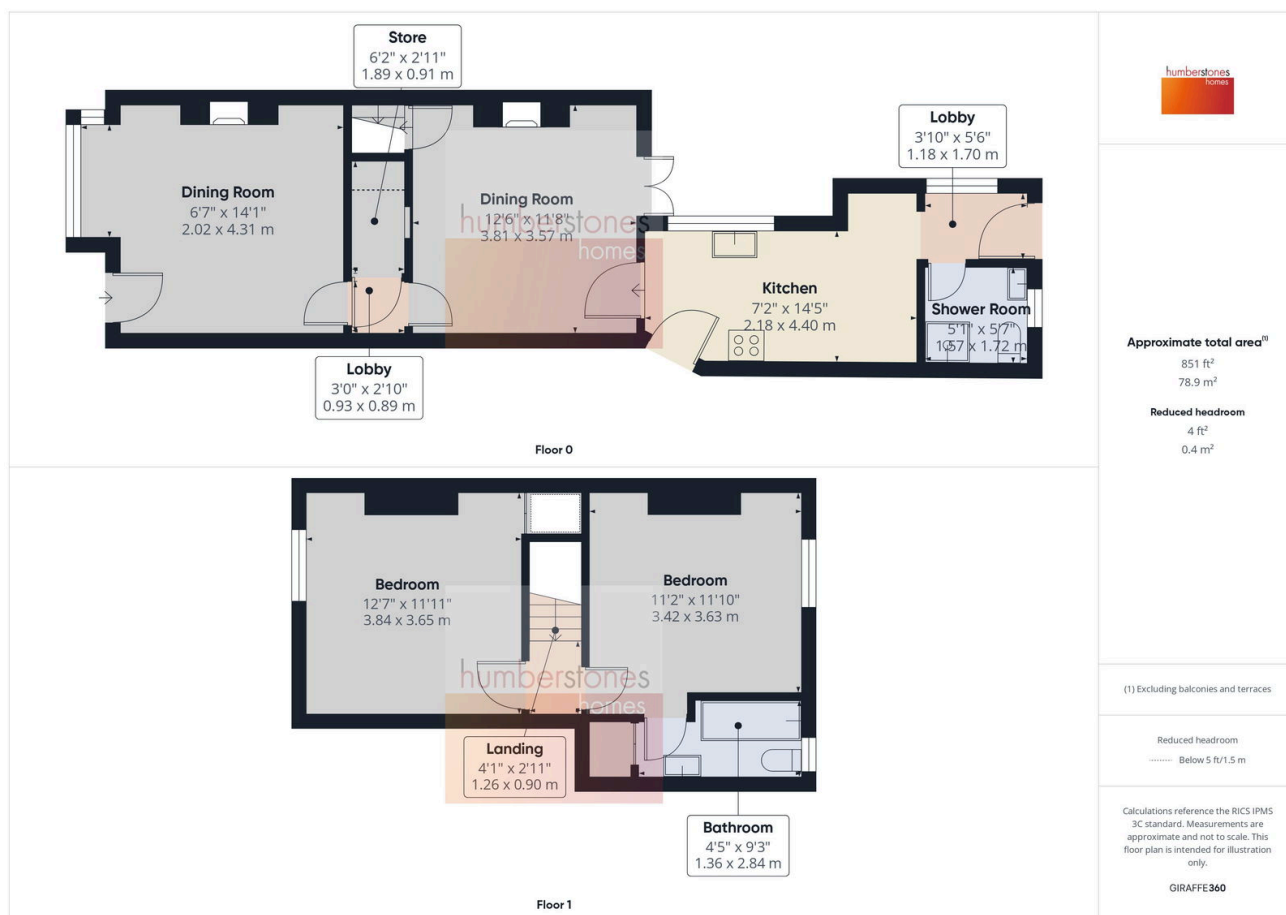 Store
6'2" x 2'11"
1.89 x 0.91 m
Dining Room
6'7" x 14'1"
2.02 x 4.31 m
Dining Room
12'6" x 11'8"
3.81 x 3.57 m
humberstones
homes
Lobby
3'10" x 5'6"
1.18 x 1.70 m
Kitchen
7'2" x 14'5"
2.18 x 4.40 m
Shower Room
5'1" x 5'7"
1.57 x 1.72 m
Lobby
3'0" x 2'10"
0.93 x 0.89 m
Floor 0
Bedroom
12'7" x 11'11"
3.84 x 3.65 m
Bedroom
11'2" x 11'10"
3.42 x 3.63 m
humberstones
homes
Landing
4'1" x 2'11"
1.26 x 0.90 m
Bathroom
4'5" x 9'3"
1.36 x 2.84 m
Floor 1
humberstones
homes
Approximate total area(1)
851 ft²
78.9 m²
Reduced headroom
4 ft²
0.4 m²
(1) Excluding balconies and terraces
Reduced headroom
Below 5 ft/1.5 m
Calculations reference the RICS IPMS
3C standard. Measurements are
approximate and not to scale. This
floor plan is intended for illustration
only.
GIRAFFE360